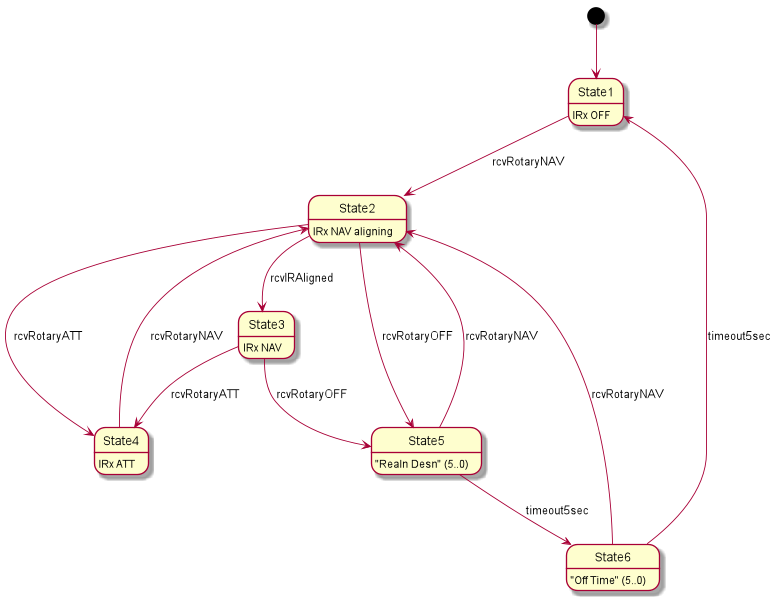 State1
IRx OFF
rcvRotaryNAV
State2
IRx NAV aligning
rcvIRAligned
State3
IRx NAV
rcvRotaryATT
rcvRotaryNAV
rcvRotaryOFF
rcvRotaryNAV
timeout5sec
rcvRotaryATT
rcvRotaryOFF
rcvRotaryNAV
State4
IRx ATT
State5
"Realn Desn" (5..0)
timeout5sec
State6
"Off Time" (5..0)